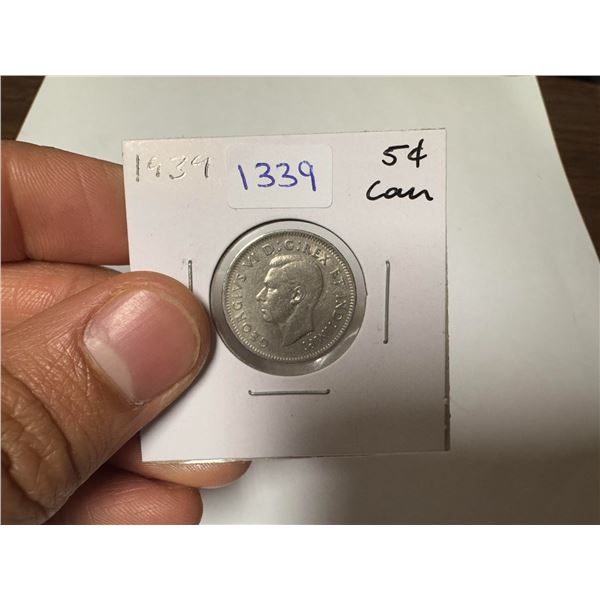 1939
1339
5¢
Can
GEORGIVS VI D:G:REX ET IND:IMP: